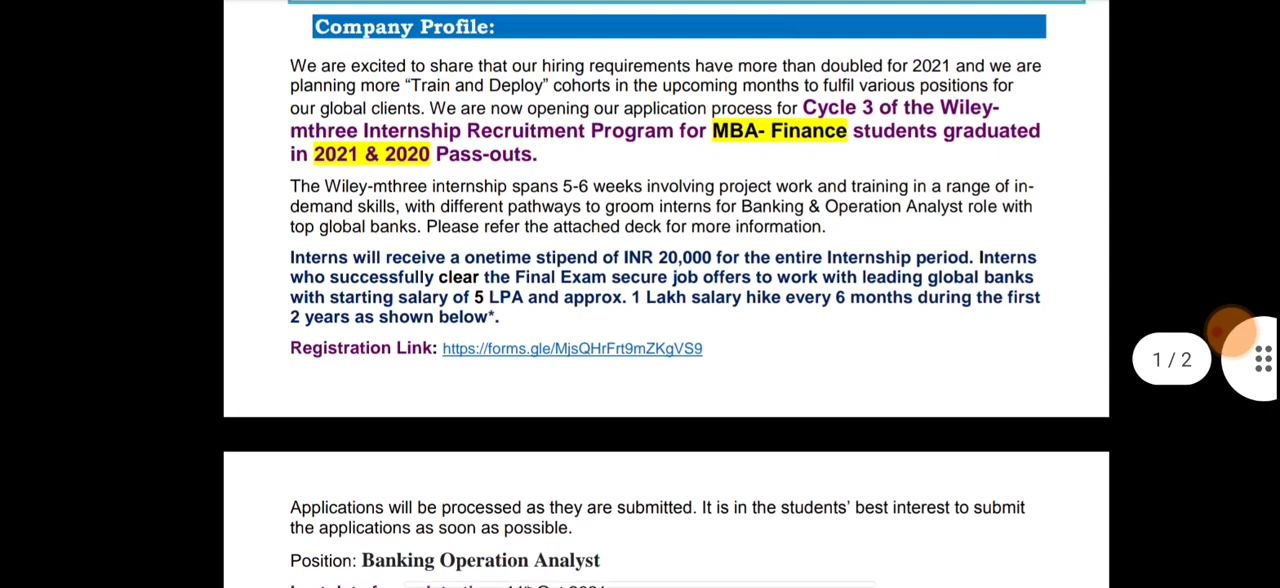 Company Profile:
We are excited to share that our hiring requirements have more than doubled for 2021 and we are
planning more “Train and Deploy” cohorts in the upcoming months to fulfil various positions for
our global clients. We are now opening our application process for Cycle 3 of the Wiley-
mthree Internship Recruitment Program for MBA- Finance students graduated
in 2021 & 2020 Pass-outs.
The Wiley-mthree internship spans 5-6 weeks involving project work and training in a range of in-
demand skills, with different pathways to groom interns for Banking & Operation Analyst role with
top global banks. Please refer the attached deck for more information.
Interns will receive a onetime stipend of INR 20,000 for the entire Internship period. Interns
who successfully clear the Final Exam secure job offers to work with leading global banks
with starting salary of 5 LPA and approx. 1 Lakh salary hike every 6 months during the first
2 years as shown below*.
Registration Link: https://forms.gle/MjsQHrFrt9mZKgVS9
1 / 2
Applications will be processed as they are submitted. It is in the students’ best interest to submit
the applications as soon as possible.
Position: Banking Operation Analyst